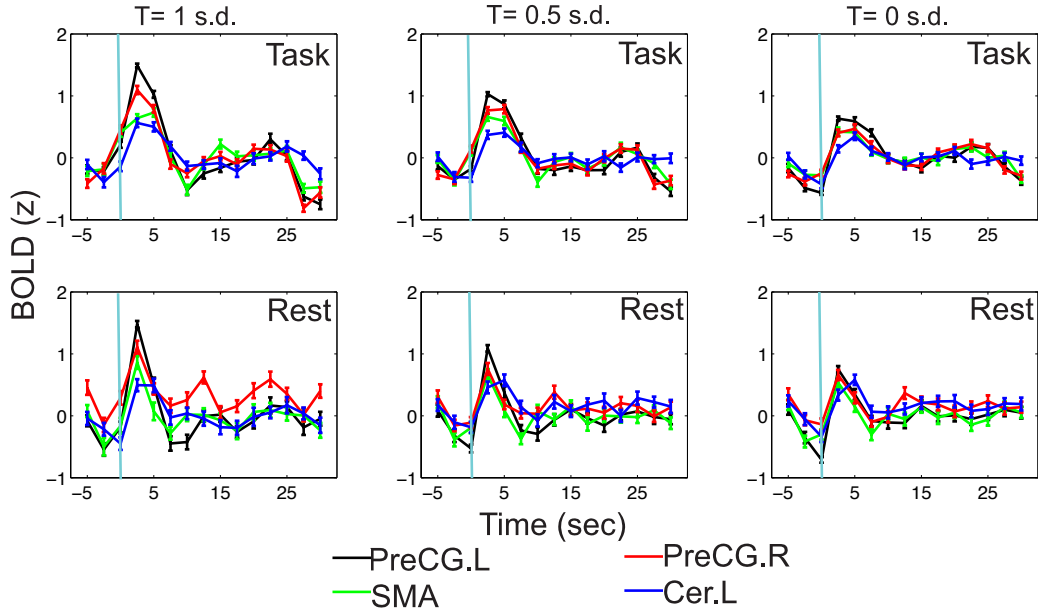 T= 1 s.d. T= 0.5 s.d. T= 0 s.d.
2 Task 2 Task 2 Task
1 1 1
0 0 0
−1 −1 −1
−5 5 15 25 −5 5 15 25 −5 5 15 25
BOLD (z)
2 Rest 2 Rest 2 Rest
1 1 1
0 0 0
−1 −1 −1
−5 5 15 25 −5 5 15 25 −5 5 15 25
Time (sec)
PreCG.L PreCG.R
SMA Cer.L